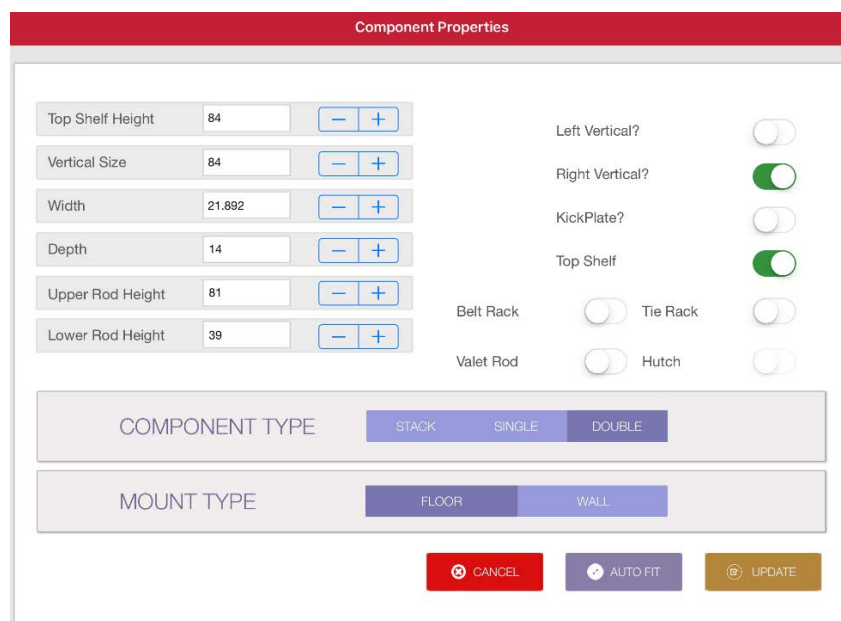 Component Properties
Top Shelf Height 84
Vertical Size 84
Width 21.892
Depth 14
Upper Rod Height 81
Lower Rod Height 39
Left Vertical?
Right Vertical?
KickPlate?
Top Shelf
Belt Rack Tie Rack
Valet Rod Hutch
COMPONENT TYPE STACK SINGLE DOUBLE
MOUNT TYPE FLOOR WALL
CANCEL AUTO FIT UPDATE